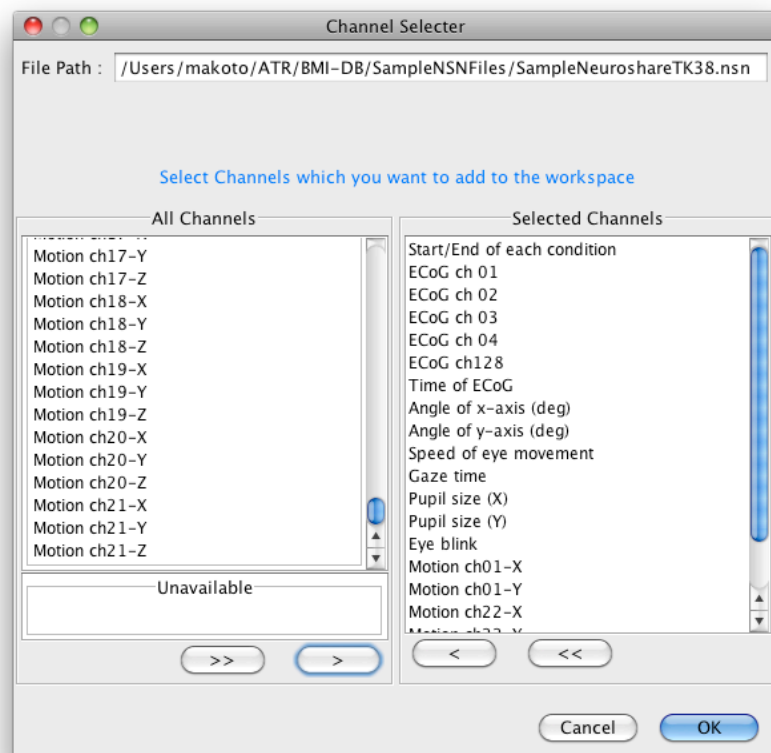 Channel Selecter
File Path : /Users/makoto/ATR/BMI-DB/SampleNSNFiles/SampleNeuroshareTK38.nsn
Select Channels which you want to add to the workspace
All Channels
Motion ch17-Y
Motion ch17-Z
Motion ch18-X
Motion ch18-Y
Motion ch18-Z
Motion ch19-X
Motion ch19-Y
Motion ch19-Z
Motion ch20-X
Motion ch20-Y
Motion ch20-Z
Motion ch21-X
Motion ch21-Y
Motion ch21-Z
Unavailable
>>
>
Selected Channels
Start/End of each condition
ECoG ch 01
ECoG ch 02
ECoG ch 03
ECoG ch 04
ECoG ch128
Time of ECoG
Angle of x-axis (deg)
Angle of y-axis (deg)
Speed of eye movement
Gaze time
Pupil size (X)
Pupil size (Y)
Eye blink
Motion ch01-X
Motion ch01-Y
Motion ch22-X
<
<<
Cancel
OK